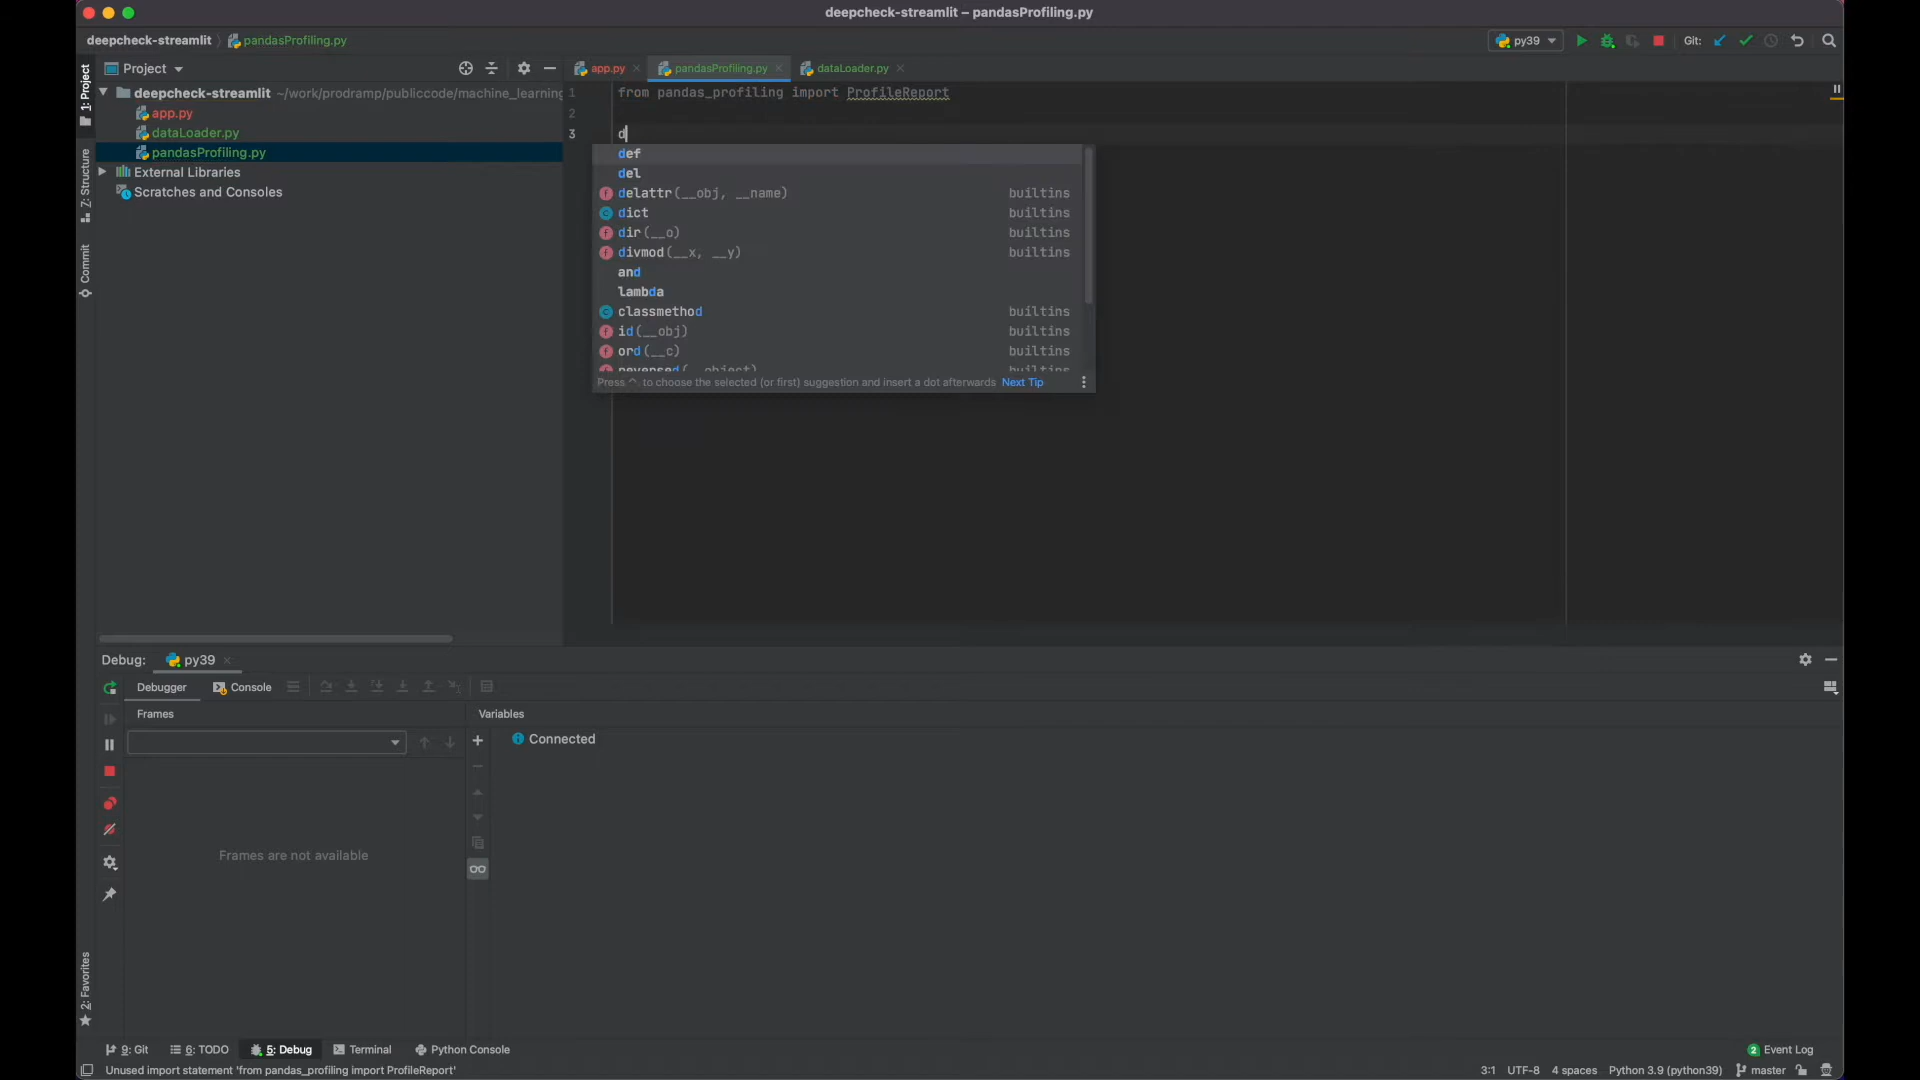 deepcheck-streamlit – pandasProfiling.py
deepcheck-streamlit pandasProfiling.py
py39 Git:
Project
app.py pandasProfiling.py dataLoader.py
1: Project
Z: Structure
Commit
2: Favorites
deepcheck-streamlit ~/work/prodramp/publiccode/machine_learning
app.py
dataLoader.py
pandasProfiling.py
External Libraries
Scratches and Consoles
1 from pandas_profiling import ProfileReport
2
3 d
def
del
delattr(__obj, __name) builtins
dict builtins
dir(__o) builtins
divmod(__x, __y) builtins
and
lambda
classmethod builtins
id(__obj) builtins
ord(__c) builtins
reversed(__object) builtins
Press ^. to choose the selected (or first) suggestion and insert a dot afterwards Next Tip
Debug: py39
Debugger Console
Frames Variables
Connected
Frames are not available
9: Git 6: TODO 5: Debug Terminal Python Console 2 Event Log
Unused import statement 'from pandas_profiling import ProfileReport' 3:1 UTF-8 4 spaces Python 3.9 (python39) master